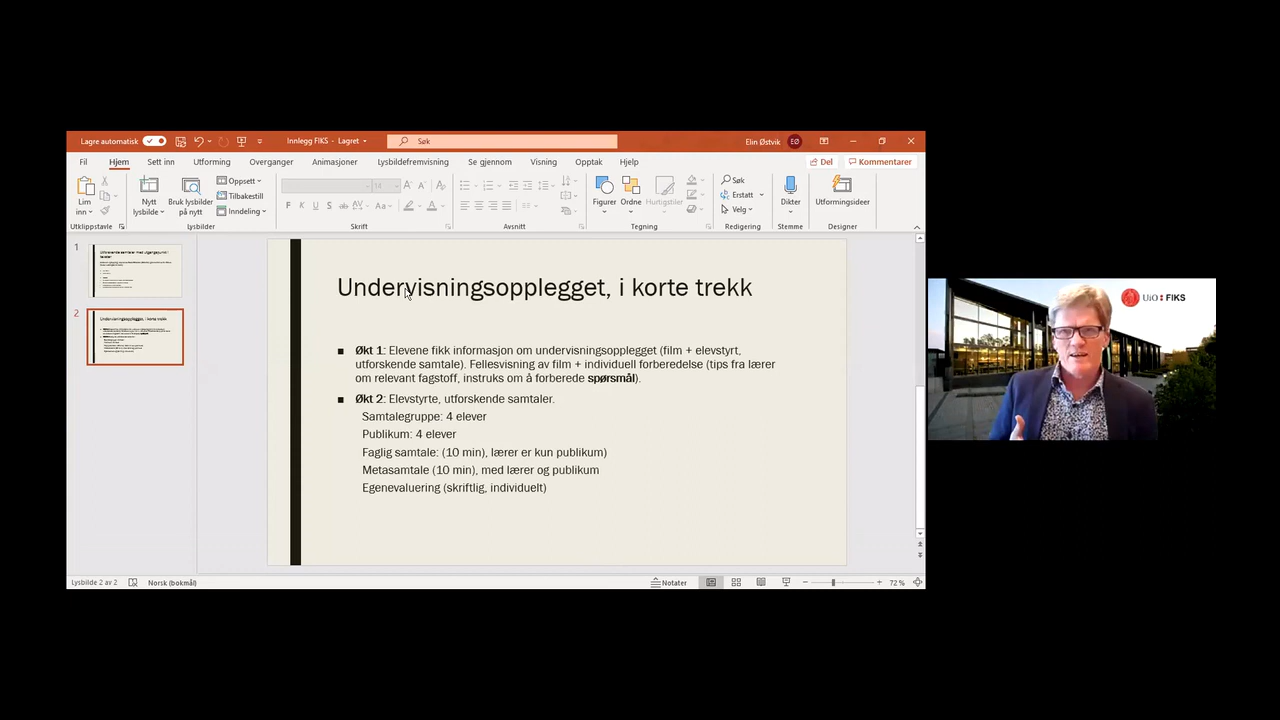 Lagre automatisk
Innlegg FIKS - Lagret
Søk
Elin Østvik
EØ
Fil Hjem Sett inn Utforming Overganger Animasjoner Lysbildefremvisning Se gjennom Visning Opptak Hjelp
Del Kommentarer
Lim inn
Nytt lysbilde
Bruk lysbilder på nytt
Oppsett
Tilbakestill
Inndeling
Figurer
Ordne
Hurtigstiler
Søk
Erstatt
Velg
Dikter
Utformingsideer
Utklippstavle Lysbilder Skrift Avsnitt Tegning Redigering Stemme Designer
1
2
Undervisningsopplegget, i korte trekk
Økt 1: Elevene fikk informasjon om undervisningsopplegget (film + elevstyrt,
utforskende samtale). Fellesvisning av film + individuell forberedelse (tips fra lærer
om relevant fagstoff, instruks om å forberede spørsmål).
Økt 2: Elevstyrte, utforskende samtaler.
Samtalegruppe: 4 elever
Publikum: 4 elever
Faglig samtale: (10 min), lærer er kun publikum)
Metasamtale (10 min), med lærer og publikum
Egenevaluering (skriftlig, individuelt)
UiO : FIKS
Lysbilde 2 av 2
Norsk (bokmål)
Notater
72 %